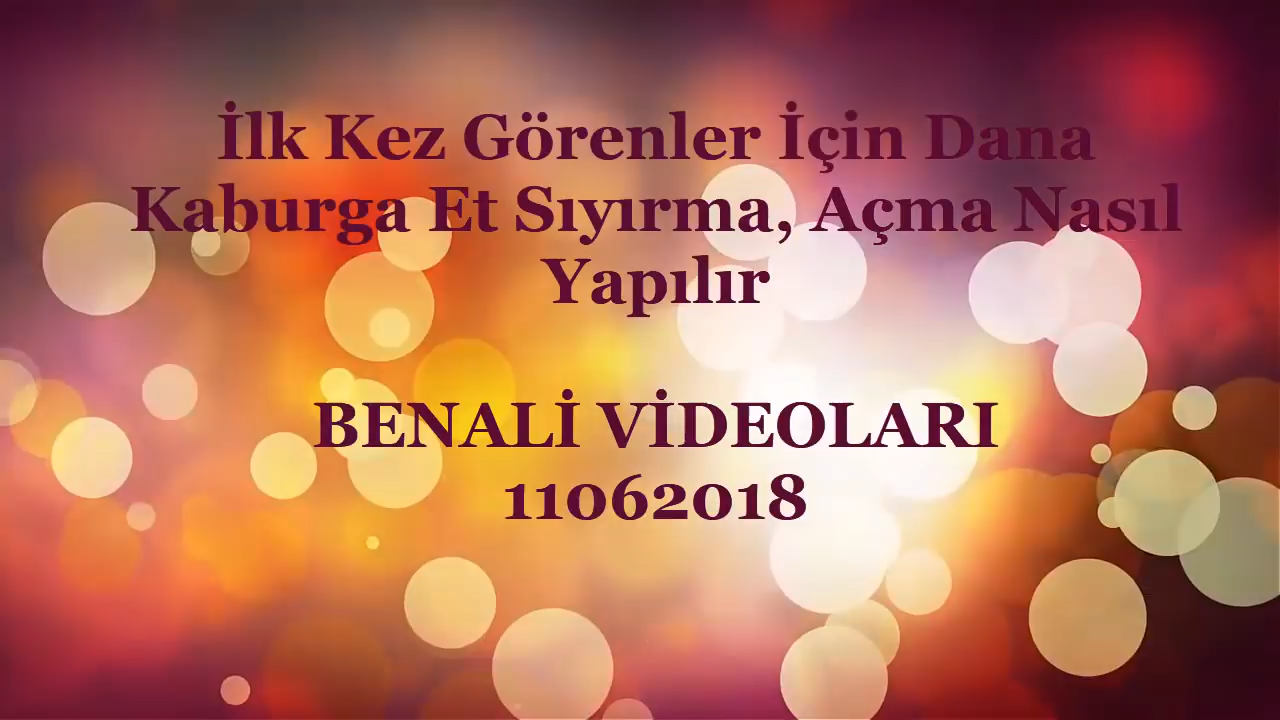 İlk Kez Görenler İçin Dana
Kaburga Et Sıyırma, Açma Nasıl
Yapılır
BENALİ VİDEOLARI
11062018